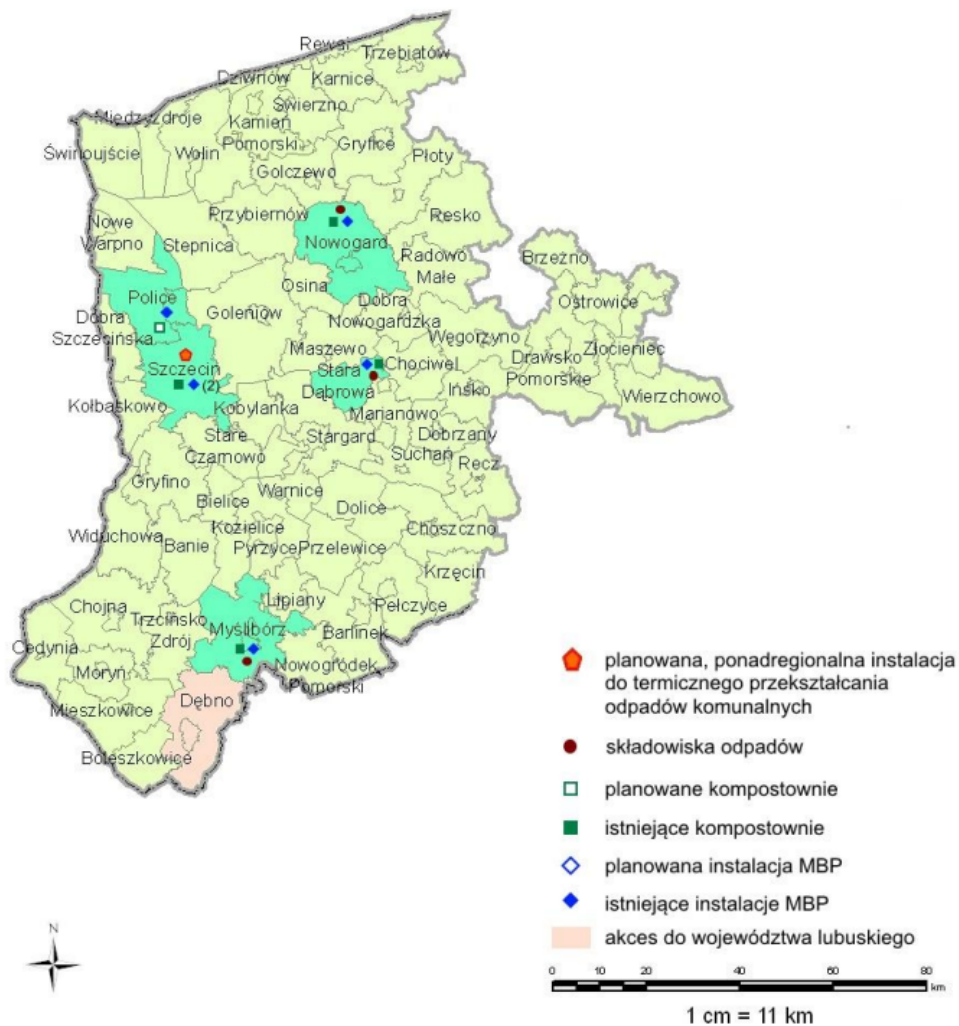 Rewal
Trzebiatów
Dziwnów
Karnice
Świerzno
Międzyzdroje
Kamień
Pomorski
Gryfice
Świnoujście
Wolin
Płoty
Golczewo
Przybiernów
Resko
Nowe
Warpno
Stepnica
Nowogard
Radowo
Małe
Brzeżno
Osina
Police
Dobra
Nowogardzka
Ostrowice
Dobra
Szczecińska
Goleniów
Węgorzyno
Maszewo
Drawsko
Pomorskie
Złocieniec
Szczecin
Stara
Dąbrowa
Chociwel
(2)
Ińsko
Wierzchowo
Kołbaskowo
Kobylanka
Marianowo
Stare
Czarnowo
Stargard
Dobrzany
Suchań
Recz
Gryfino
Bielice
Warnice
Dolice
Widuchowa
Kozielice
Choszczno
Banie
Pyrzyce
Przelewice
Krzęcin
Chojna
Lipiany
Pełczyce
Trzcińsko
Zdrój
Myślibórz
Barlinek
Cedynia
Moryń
Nowogródek
Pomorski
Dębno
Mieszkowice
Boleszkowice
planowana, ponadregionalna instalacja
do termicznego przekształcania
odpadów komunalnych
składowiska odpadów
planowane kompostownie
istniejące kompostownie
planowana instalacja MBP
istniejące instalacje MBP
akces do województwa lubuskiego
N
0 10 20 40 60 80
km
1 cm = 11 km